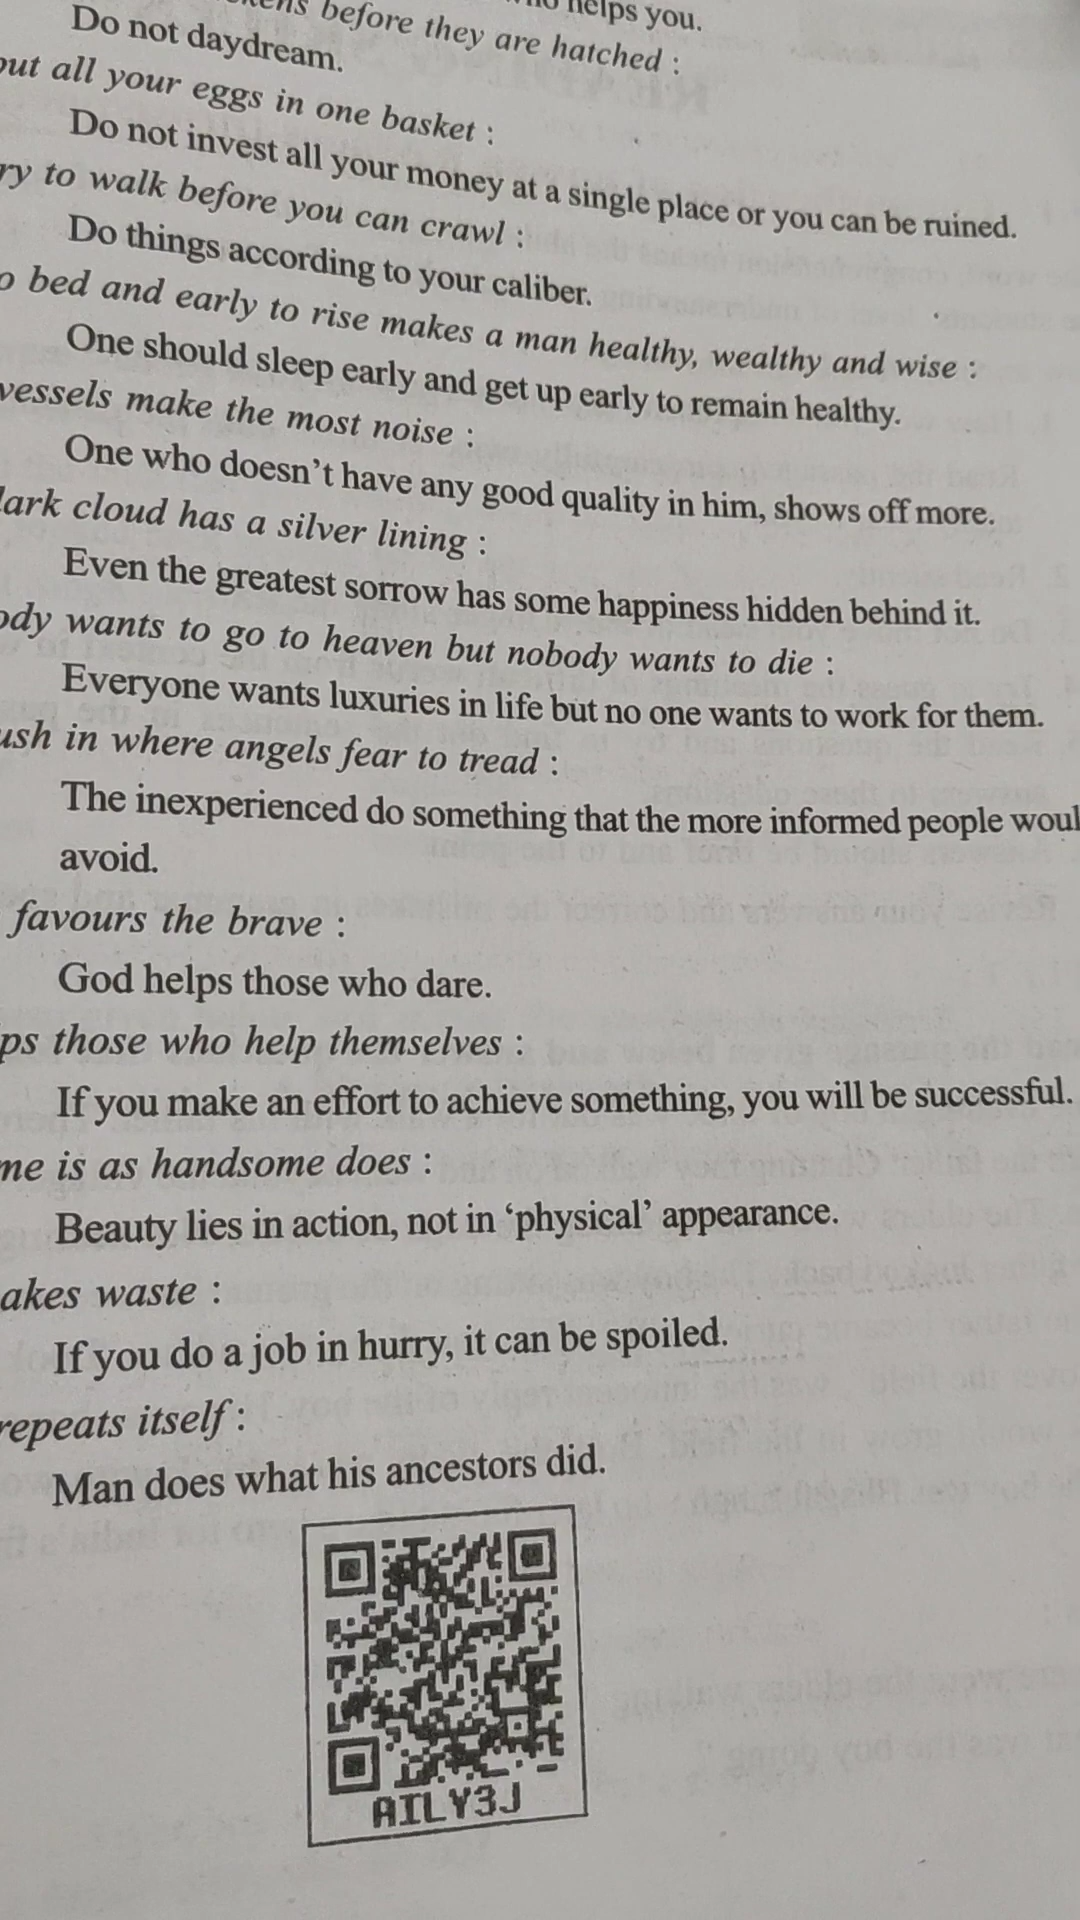 helps you.
before they are hatched :
Do not daydream.
put all your eggs in one basket :
Do not invest all your money at a single place or you can be ruined.
ry to walk before you can crawl :
Do things according to your caliber.
o bed and early to rise makes a man healthy, wealthy and wise :
One should sleep early and get up early to remain healthy.
vessels make the most noise :
One who doesn't have any good quality in him, shows off more.
dark cloud has a silver lining :
Even the greatest sorrow has some happiness hidden behind it.
ody wants to go to heaven but nobody wants to die :
Everyone wants luxuries in life but no one wants to work for them.
ush in where angels fear to tread :
The inexperienced do something that the more informed people woul
avoid.
favours the brave :
God helps those who dare.
ps those who help themselves :
If you make an effort to achieve something, you will be successful.
me is as handsome does :
Beauty lies in action, not in ‘physical’ appearance.
akes waste :
If you do a job in hurry, it can be spoiled.
repeats itself :
Man does what his ancestors did.
AILY3J